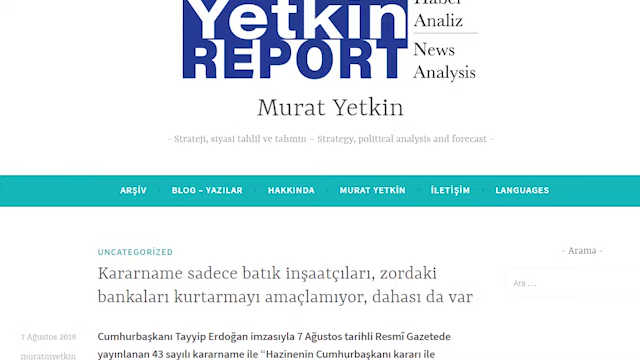 Yetkin
REPORT
Haber
Analiz
News
Analysis
Murat Yetkin
- Strateji, siyasi tahlil ve tahmin – Strategy, political analysis and forecast -
ARŞİV
BLOG – YAZILAR
HAKKINDA
MURAT YETKİN
İLETİŞİM
LANGUAGES
UNCATEGORIZED
Kararname sadece batık inşaatçıları, zordaki
bankaları kurtarmayı amaçlamıyor, dahası da var
7 Ağustos 2019
muratmyetkin
Cumhurbaşkanı Tayyip Erdoğan imzasıyla 7 Ağustos tarihli Resmî Gazetede
yayınlanan 43 sayılı kararname ile “Hazinenin Cumhurbaşkanı kararı ile
- Arama -
Ara …